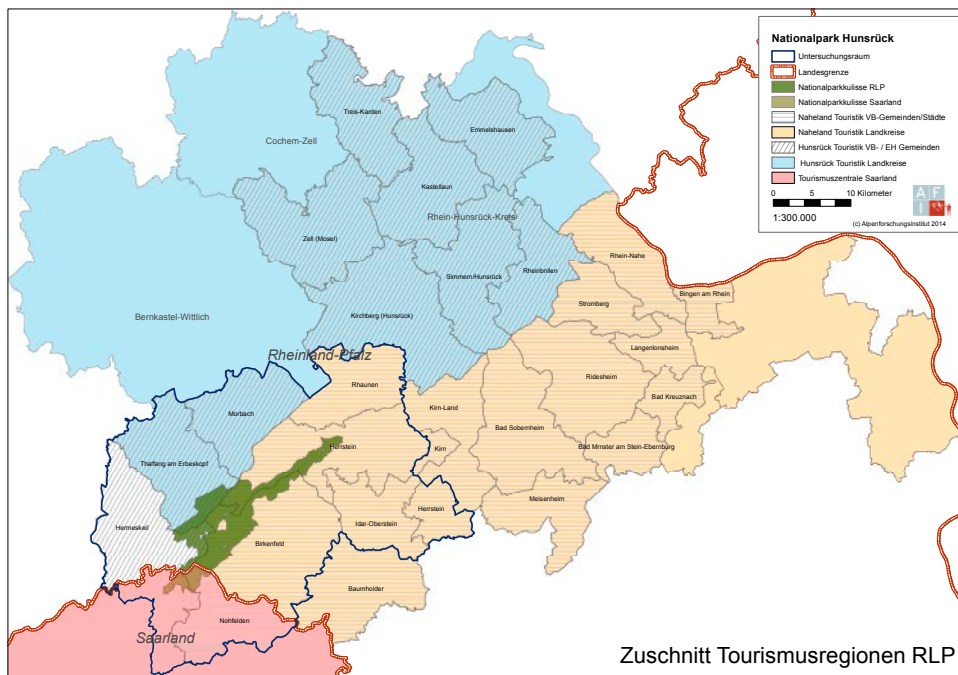 Nationalpark Hunsrück
Untersuchungsraum
Landesgrenze
Nationalparkkulisse RLP
Nationalparkkulisse Saarland
Naheland Touristik VB-Gemeinden/Städte
Naheland Touristik Landkreise
Hunsrück Touristik VB- / EH Gemeinden
Hunsrück Touristik Landkreise
Tourismuszentrale Saarland
0 5 10 Kilometer
1:300.000
A F
I
(c) Alpenforschungsinstitut 2014
Treis-Karden
Emmelshausen
Cochem-Zell
Kastellaun
Rhein-Hunsrück-Kreis
Zell (Mosel)
Rhein-Nahe
Simmern/Hunsrück
Rheinbrillen
Bingen am Rhein
Stromberg
Bernkastel-Wittlich
Kirchberg (Hunsrück)
Langenlonsheim
Rheinland-Pfalz
Rhaunen
Ridesheim
Bad Kreuznach
Morbach
Kirn-Land
Bad Sobernheim
Herrstein
Kirn
Bad Mrnster am Stein-Ebernburg
Thalfang am Erbeskopf
Meisenheim
Herrstein
Hermeskeil
Idar-Oberstein
Birkenfeld
Baumholder
Nohfelden
Saarland
Zuschnitt Tourismusregionen RLP